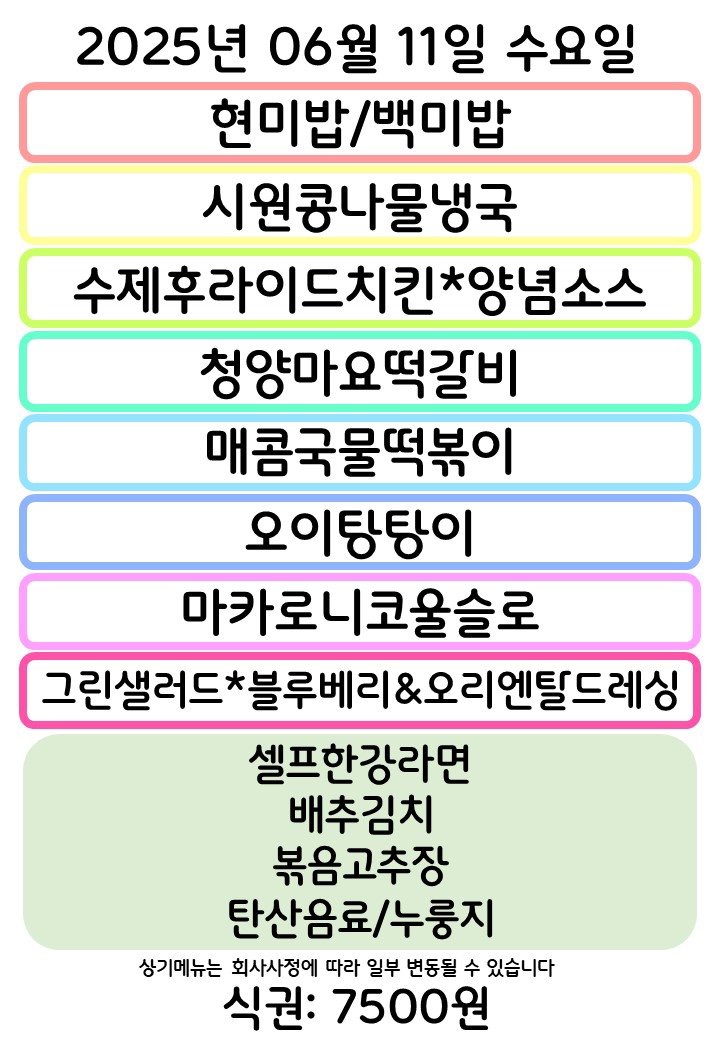 2025년 06월 11일 수요일
현미밥/백미밥
시원콩나물냉국
수제후라이드치킨*양념소스
청양마요떡갈비
매콤국물떡볶이
오이탕탕이
마카로니코울슬로
그린샐러드*블루베리&오리엔탈드레싱
셀프한강라면
배추김치
볶음고추장
탄산음료/누룽지
상기메뉴는 회사사정에 따라 일부 변동될 수 있습니다
식권: 7500원